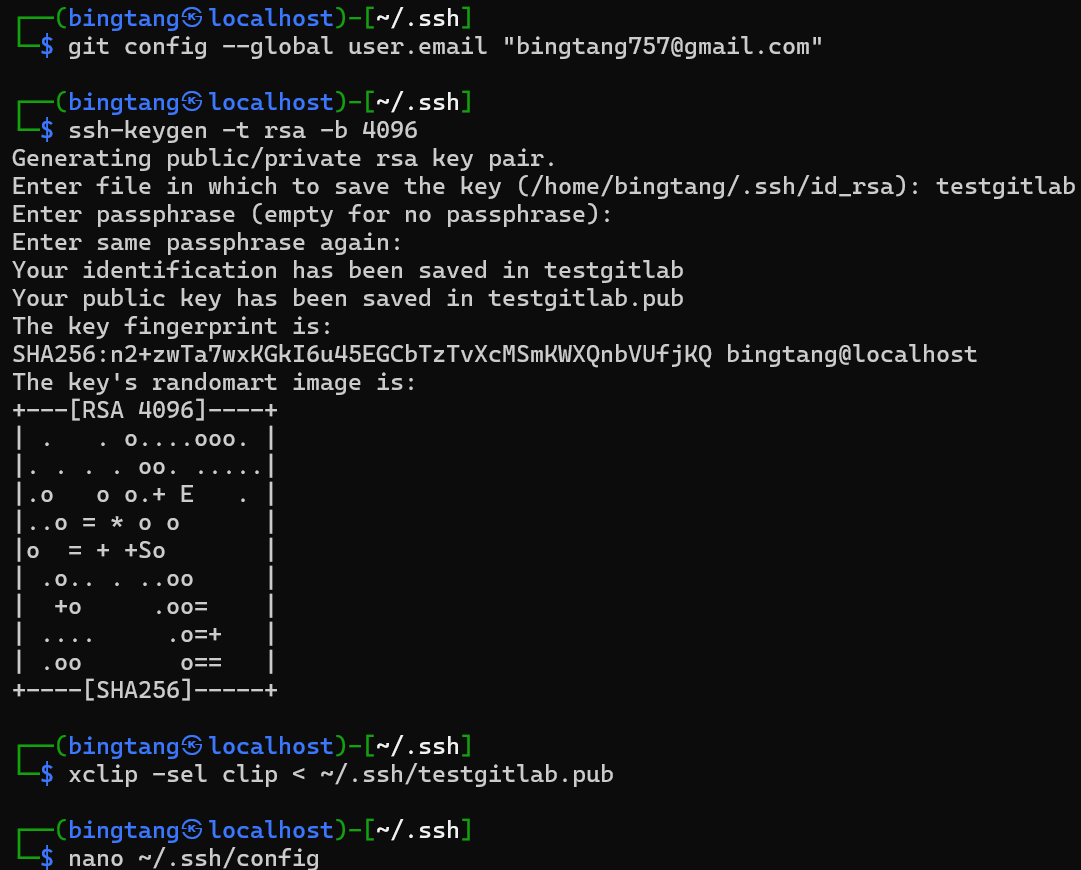 ┌──(bingtang㉿localhost)-[~/.ssh]
└─$ git config --global user.email "bingtang757@gmail.com"

┌──(bingtang㉿localhost)-[~/.ssh]
└─$ ssh-keygen -t rsa -b 4096
Generating public/private rsa key pair.
Enter file in which to save the key (/home/bingtang/.ssh/id_rsa): testgitlab
Enter passphrase (empty for no passphrase):
Enter same passphrase again:
Your identification has been saved in testgitlab
Your public key has been saved in testgitlab.pub
The key fingerprint is:
SHA256:n2+zwTa7wxKGkI6u45EGCbTzTvXcMSmKWXQnbVUfjKQ bingtang@localhost
The key's randomart image is:
+---[RSA 4096]----+
| .   . o....ooo. |
|. . . . oo. .....|
|.o   o o.+ E   . |
|..o = * o o      |
|o  = + +So       |
| .o.. . ..oo     |
|  +o     .oo=    |
| ....     .o=+   |
| .oo       o==   |
+----[SHA256]-----+

┌──(bingtang㉿localhost)-[~/.ssh]
└─$ xclip -sel clip < ~/.ssh/testgitlab.pub

┌──(bingtang㉿localhost)-[~/.ssh]
└─$ nano ~/.ssh/config